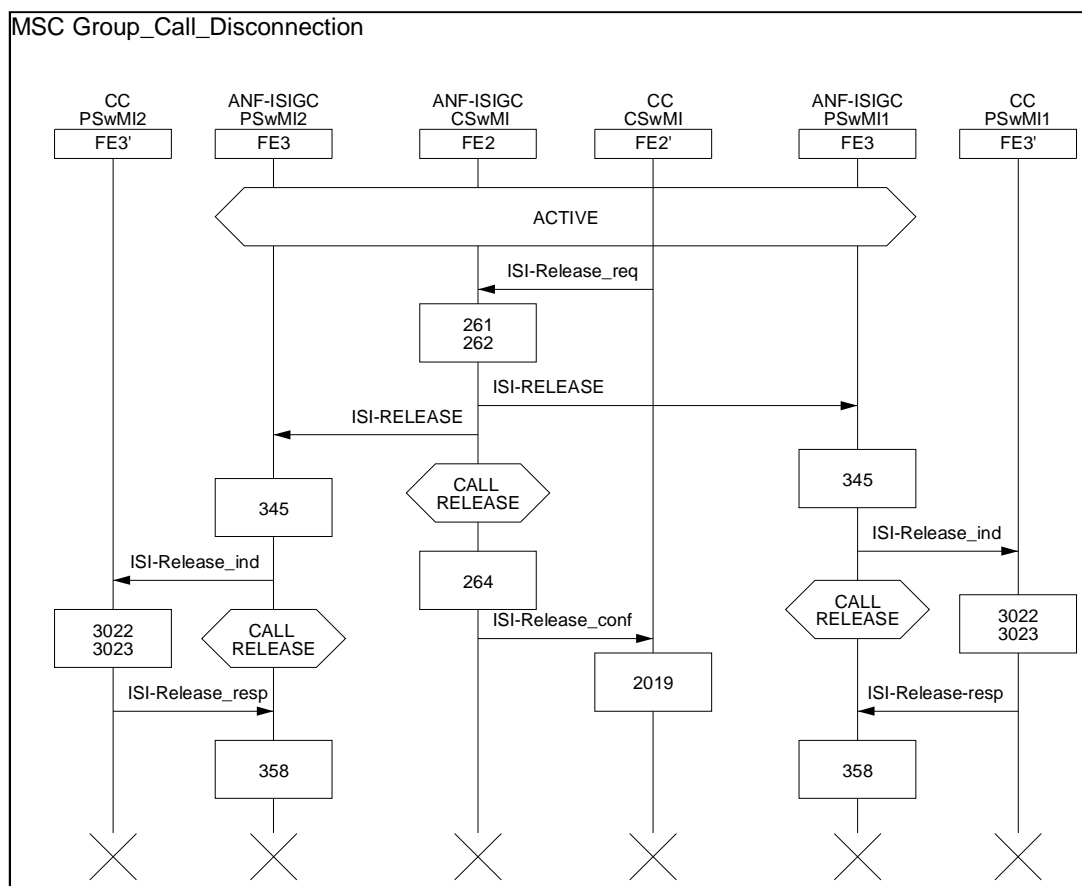 MSC Group_Call_Disconnection
CC
PSwMI2
FE3'
ANF-ISIGC
PSwMI2
FE3
ANF-ISIGC
CSwMI
FE2
CC
CSwMI
FE2'
ANF-ISIGC
PSwMI1
FE3
CC
PSwMI1
FE3'
ACTIVE
ISI-Release_req
261
262
ISI-RELEASE
ISI-RELEASE
345
CALL
RELEASE
345
ISI-Release_ind
ISI-Release_ind
264
CALL
RELEASE
3022
3023
CALL
RELEASE
ISI-Release_conf
3022
3023
2019
ISI-Release_resp
ISI-Release-resp
358
358